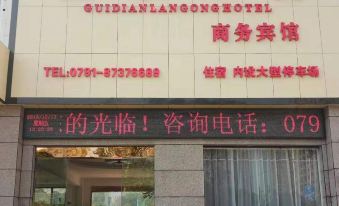 GUIDIANLANGONGHOTEL
商务宾馆
TEL:0791-87376689
住宿 内设大型停车场
的光临！咨询电话：079